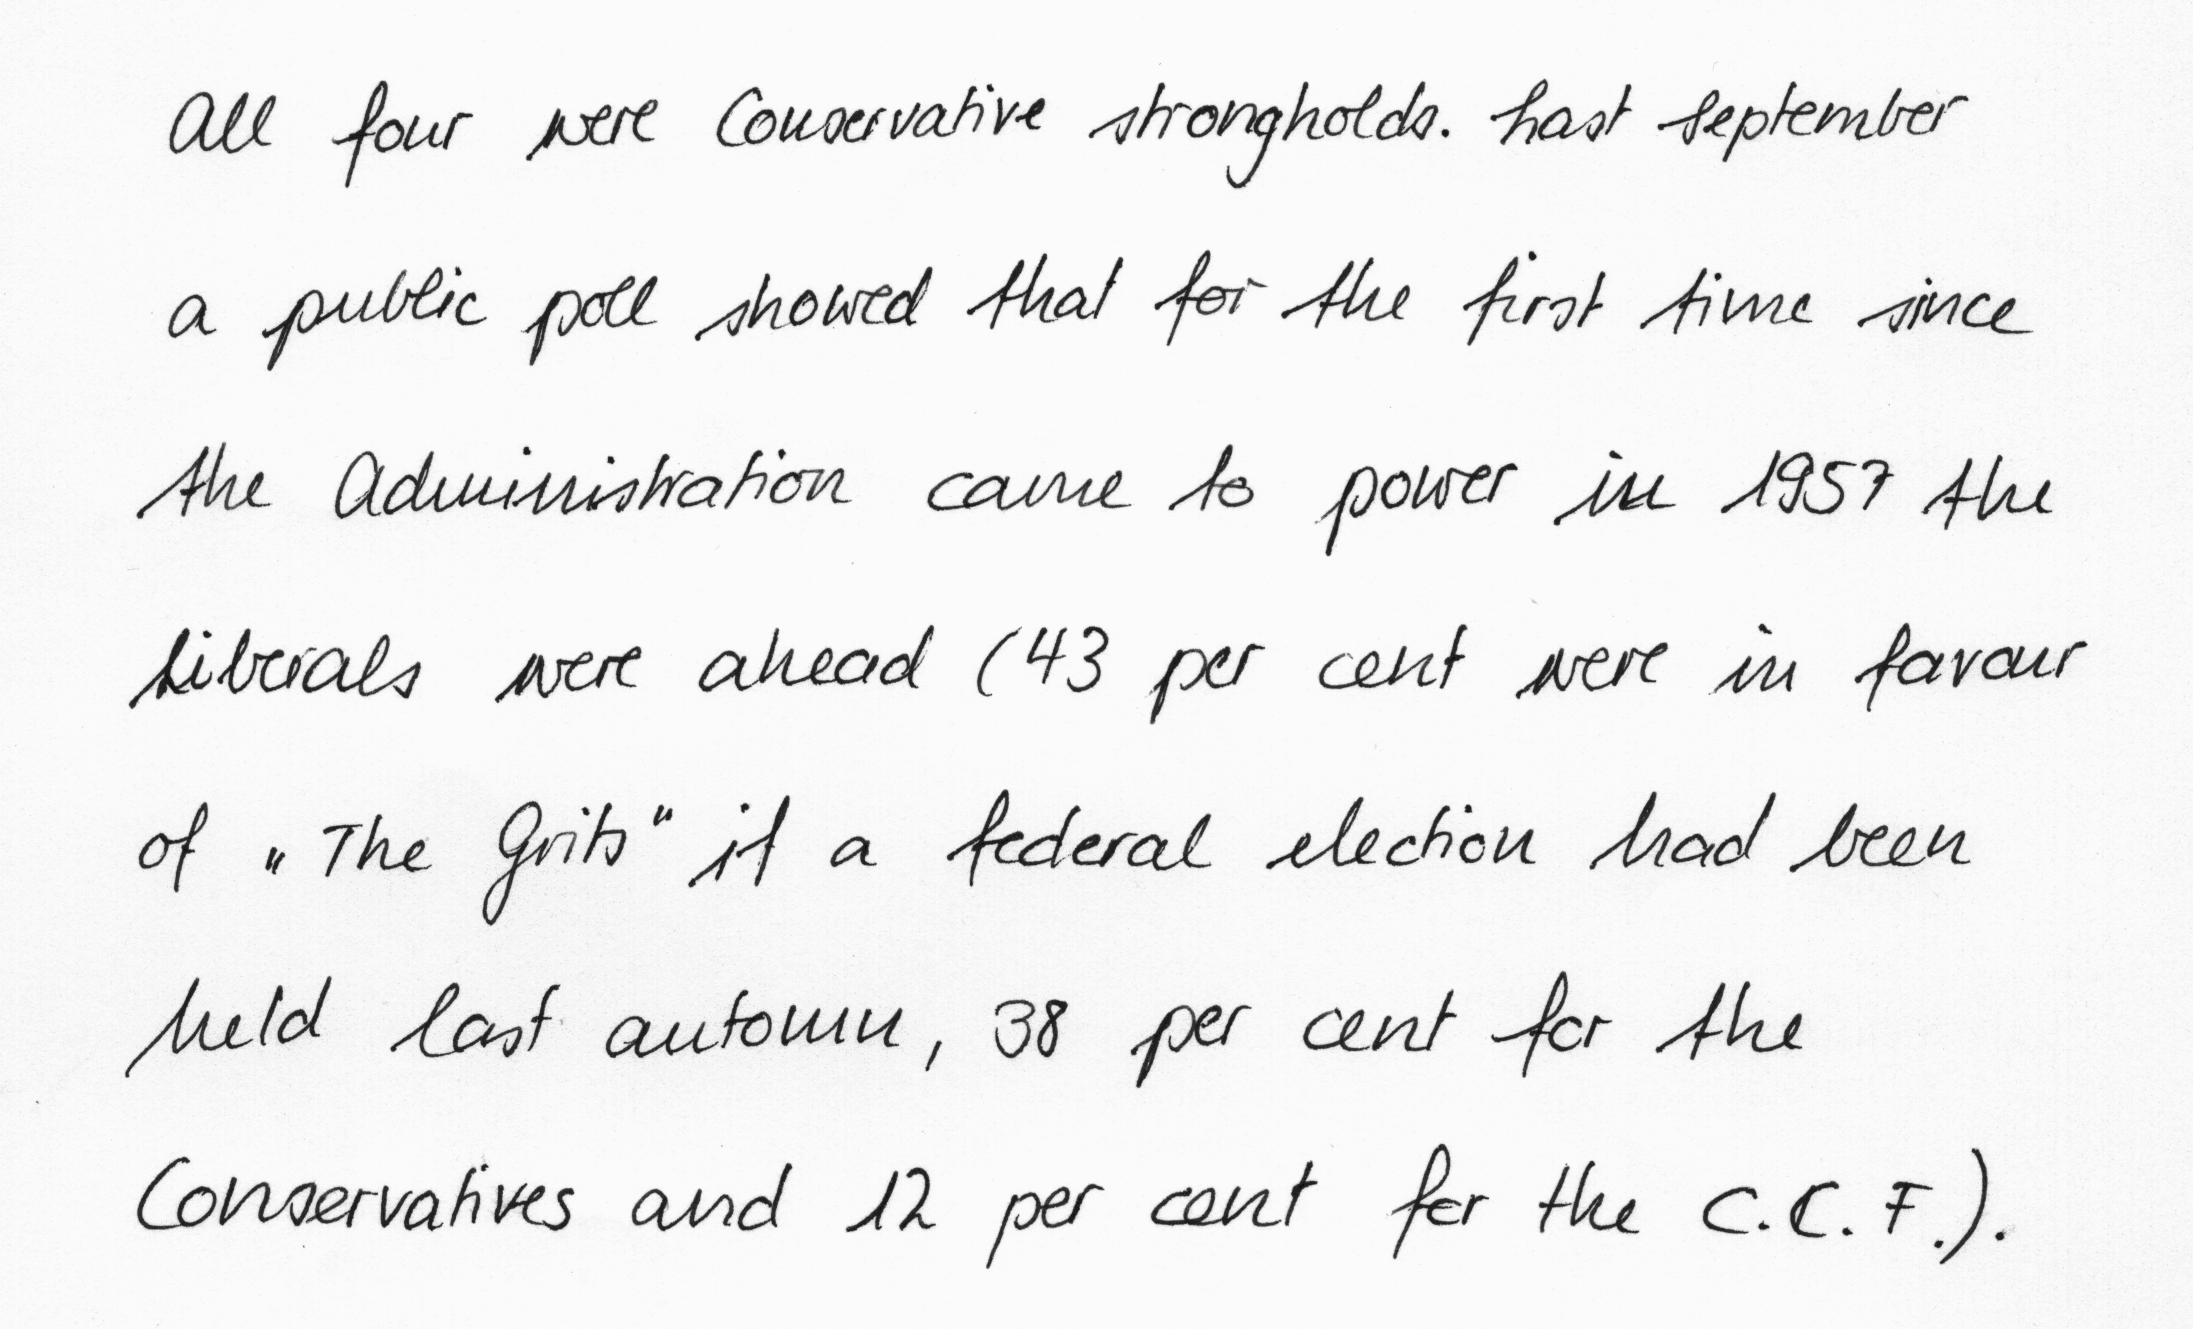 All four were Conservative strongholds. Last September
a public poll showed that for the first time since
the Administration came to power in 1957 the
Liberals were ahead (43 per cent were in favour
of „The Grits“ if a federal election had been
held last automn, 38 per cent for the
Conservatives and 12 per cent for the C.C.F.).